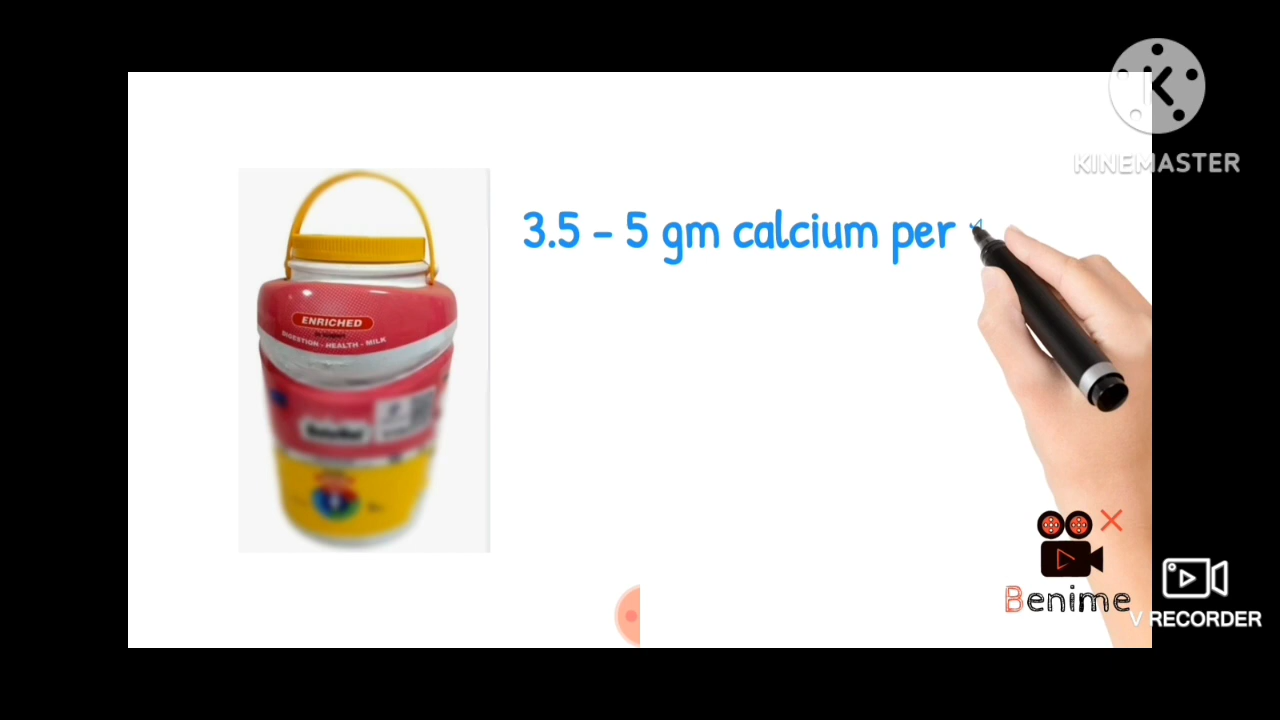 KINEMASTER
3.5 - 5 gm calcium per
ENRICHED
DIGESTION - HEALTH - MILK
Benime
V RECORDER